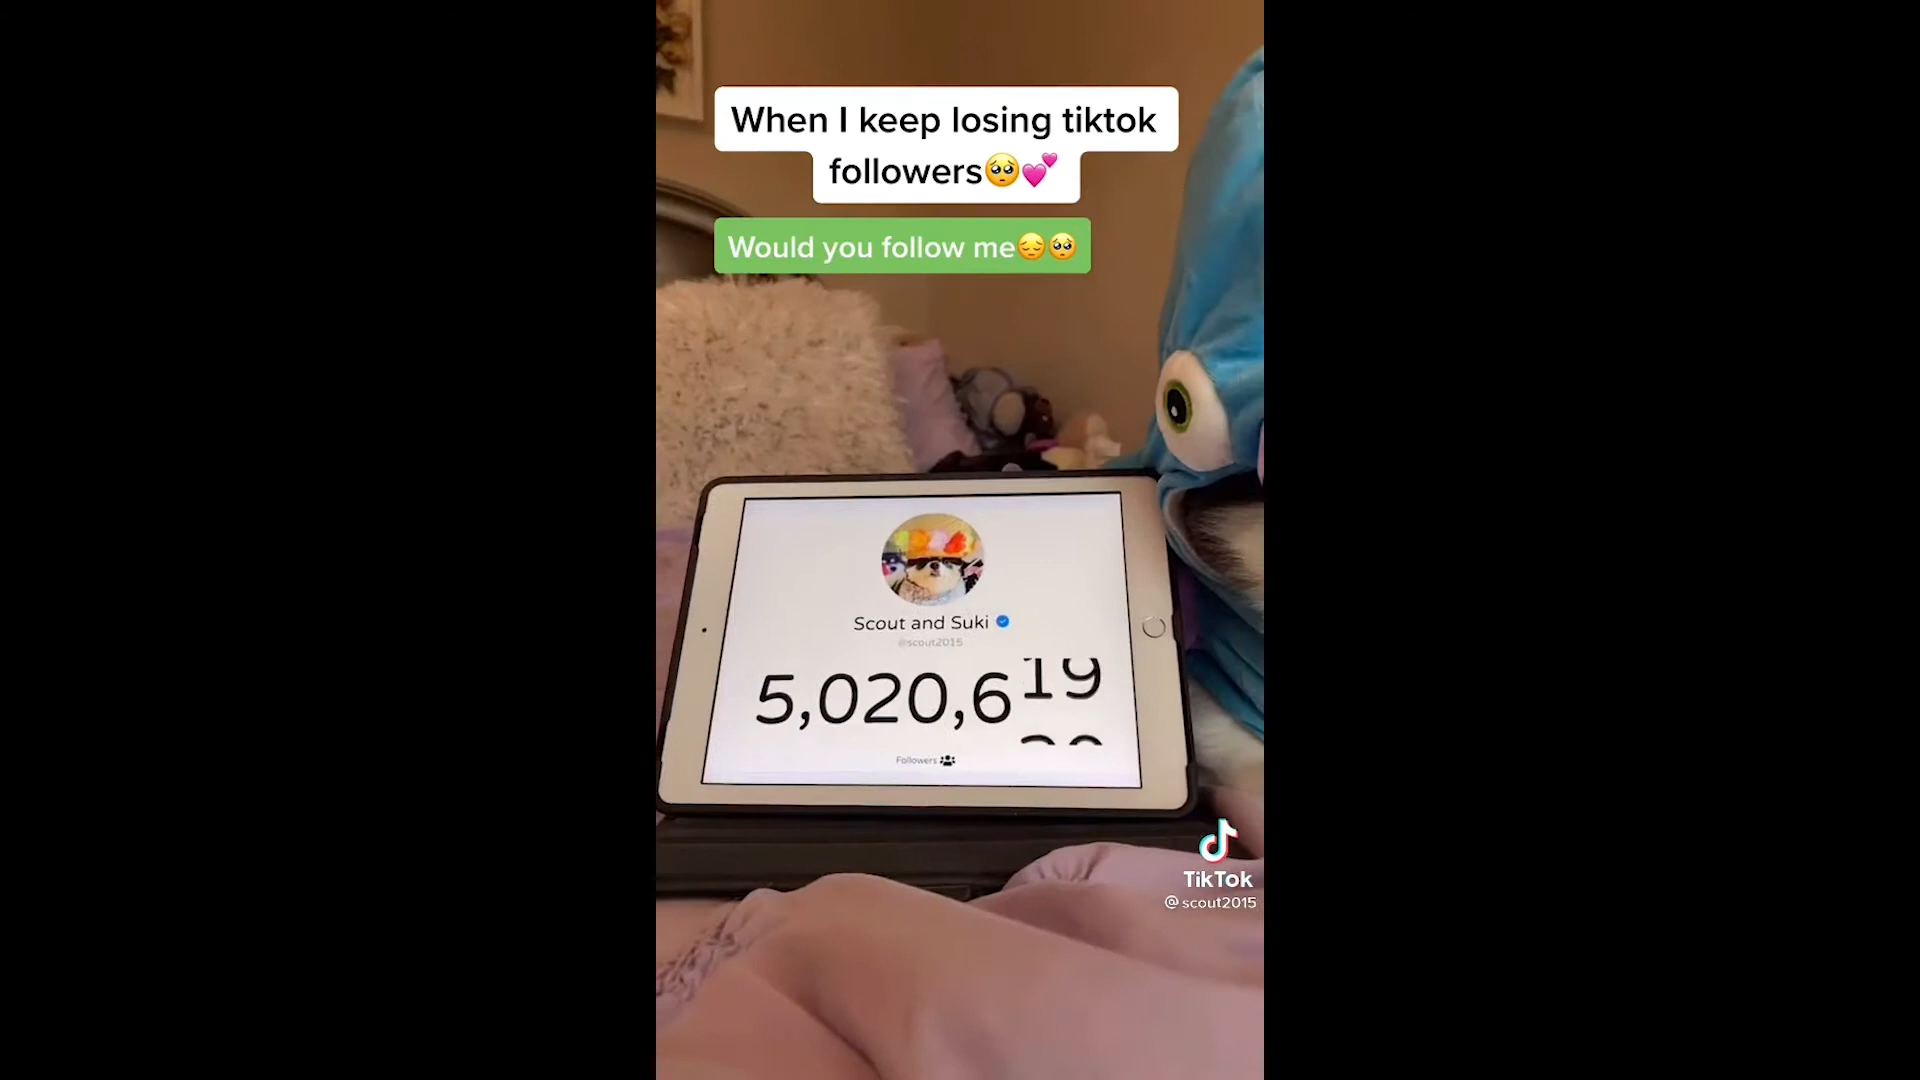 When I keep losing tiktok
followers🥺💕
Would you follow me😔🥺
Scout and Suki
@scout2015
5,020,619
Followers
TikTok
@scout2015